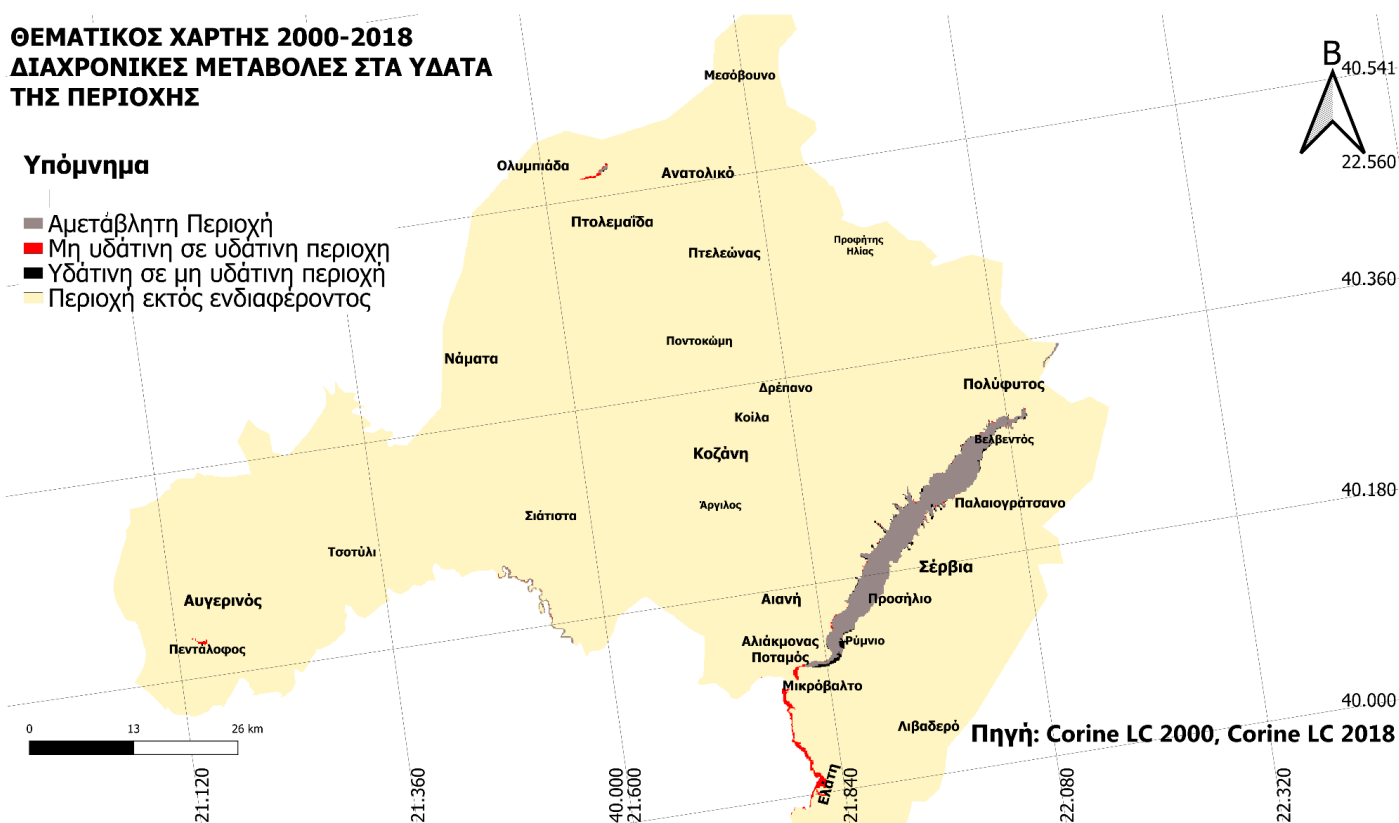 ΘΕΜΑΤΙΚΟΣ ΧΑΡΤΗΣ 2000-2018
ΔΙΑΧΡΟΝΙΚΕΣ ΜΕΤΑΒΟΛΕΣ ΣΤΑ ΥΔΑΤΑ
ΤΗΣ ΠΕΡΙΟΧΗΣ
Υπόμνημα
Αμετάβλητη Περιοχή
Μη υδάτινη σε υδάτινη περιοχη
Υδάτινη σε μη υδάτινη περιοχή
Περιοχή εκτός ενδιαφέροντος
Β
40.541
22.560
40.360
40.180
40.000
Μεσόβουνο
Ολυμπιάδα
Ανατολικό
Πτολεμαΐδα
Προφήτης
Ηλίας
Πτελεώνας
Ποντοκώμη
Νάματα
Δρέπανο
Πολύφυτος
Κοίλα
Βελβεντός
Κοζάνη
Άργιλος
Παλαιογράτσανο
Σιάτιστα
Τσοτύλι
Σέρβια
Αυγερινός
Αιανή
Προσήλιο
Πεντάλοφος
Αλιάκμονας
Ποταμός
Ρύμνιο
Μικρόβαλτο
Λιβαδερό
Ελάτη
0 13 26 km
Πηγή: Corine LC 2000, Corine LC 2018
21.120
21.360
40.000
21.600
21.840
22.080
22.320